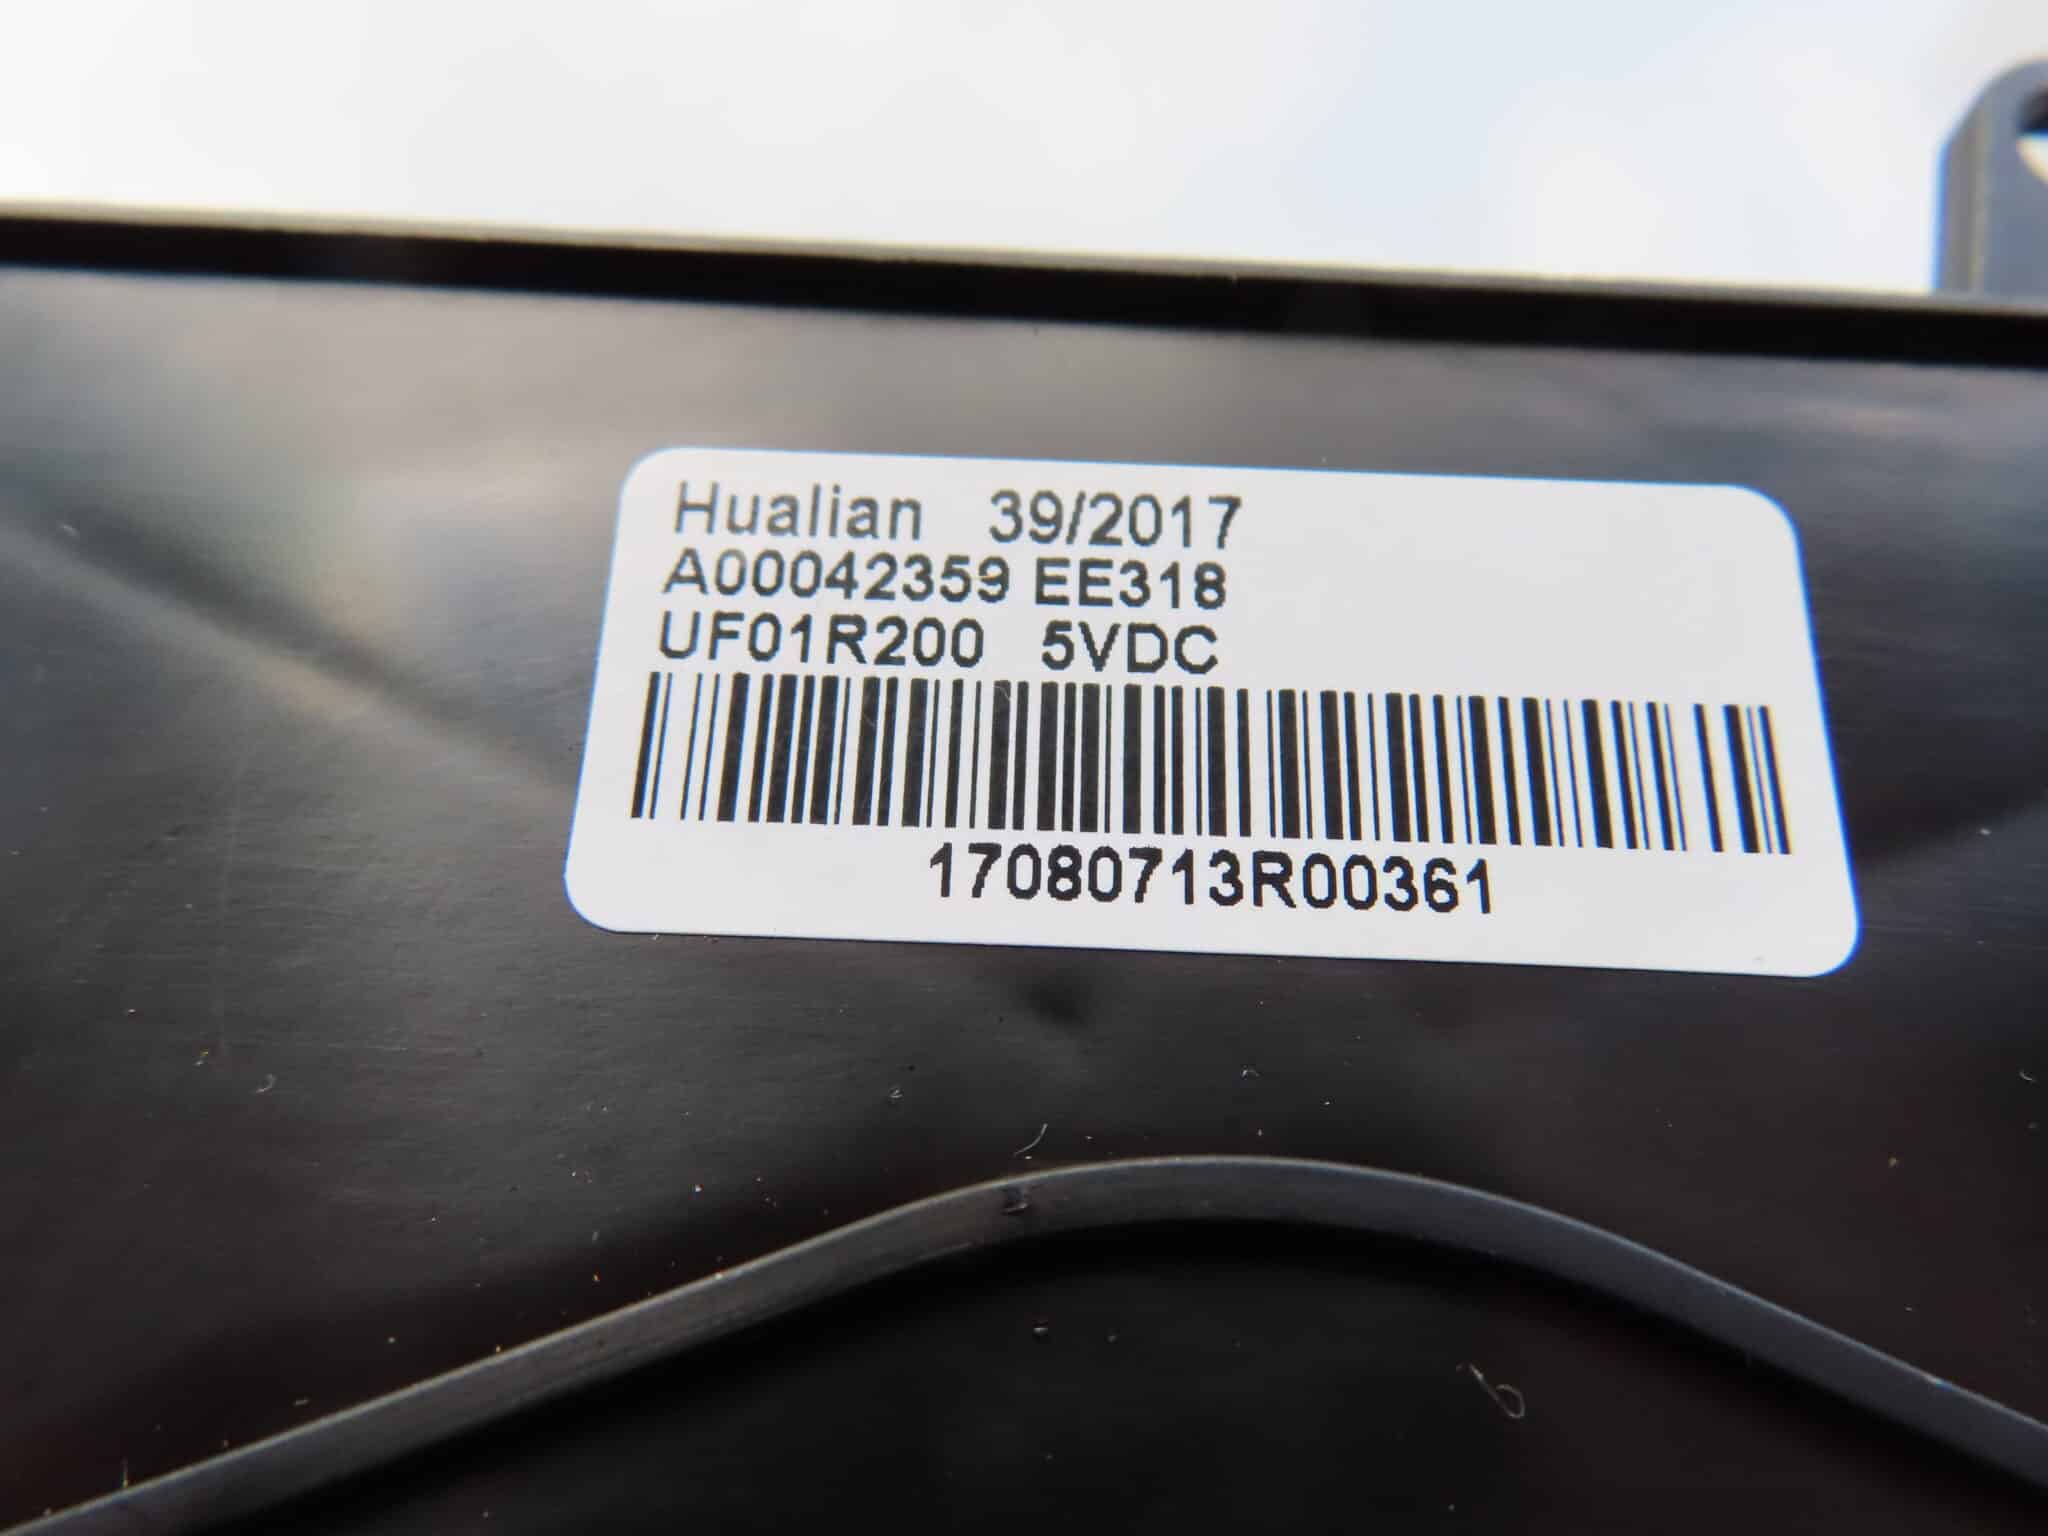 Hualian 39/2017
A00042359 EE318
UF01R200 5VDC
17080713R00361